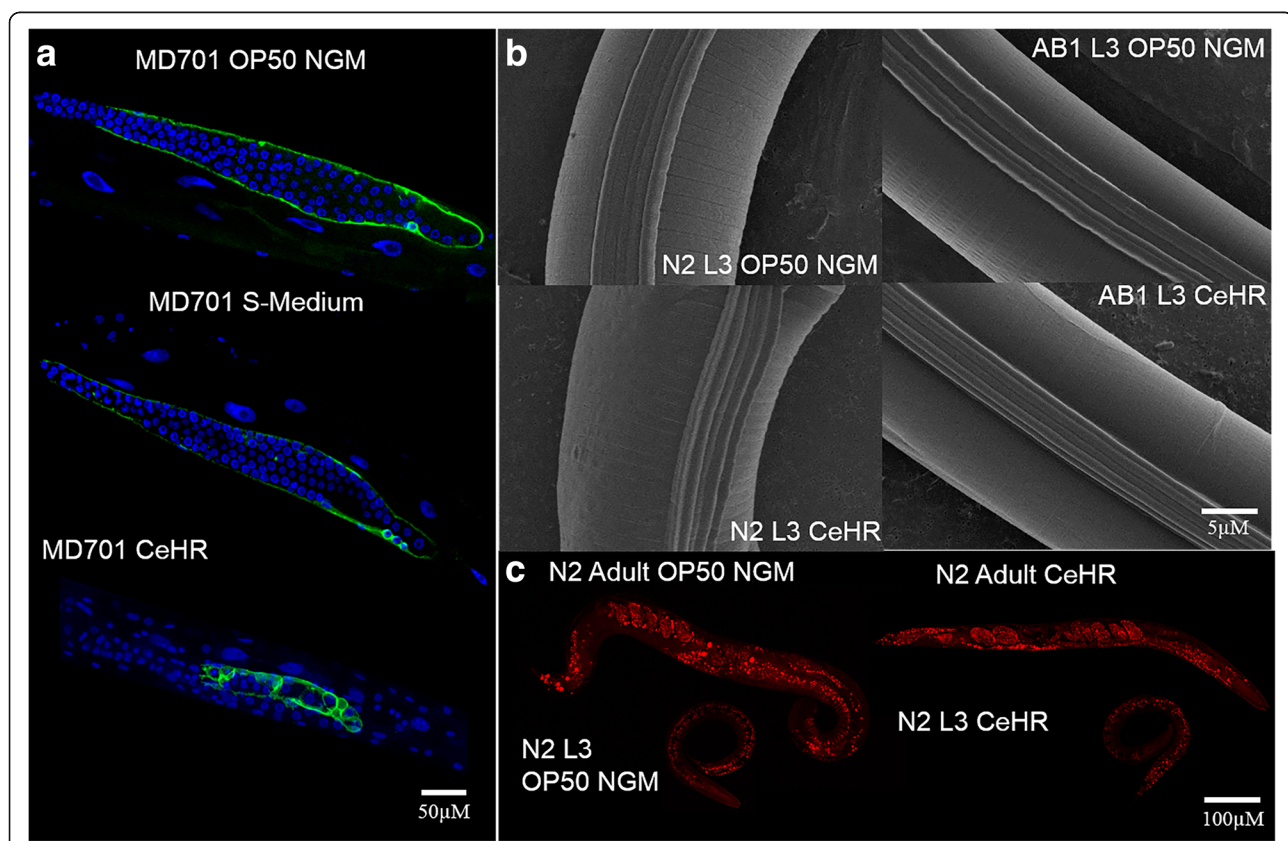 a
MD701 OP50 NGM
MD701 S-Medium
MD701 CeHR
50μM
b
AB1 L3 OP50 NGM
N2 L3 OP50 NGM
AB1 L3 CeHR
N2 L3 CeHR
5μM
c
N2 Adult OP50 NGM
N2 Adult CeHR
N2 L3
OP50 NGM
N2 L3 CeHR
100μM